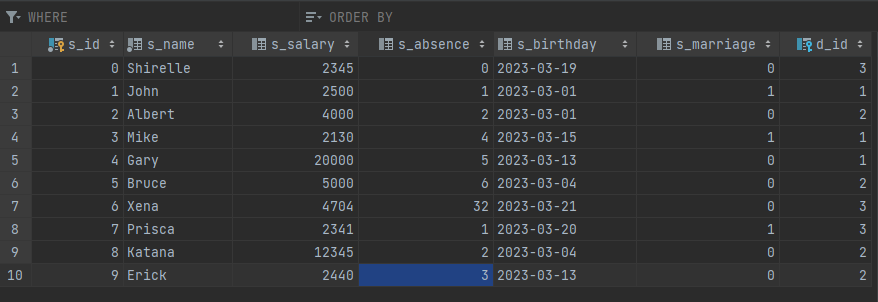 WHERE ORDER BY
s_id s_name s_salary s_absence s_birthday s_marriage d_id
1 0 Shirelle 2345 0 2023-03-19 0 3
2 1 John 2500 1 2023-03-01 1 1
3 2 Albert 4000 2 2023-03-01 0 2
4 3 Mike 2130 4 2023-03-15 1 1
5 4 Gary 20000 5 2023-03-13 0 1
6 5 Bruce 5000 6 2023-03-04 0 2
7 6 Xena 4704 32 2023-03-21 0 3
8 7 Prisca 2341 1 2023-03-20 1 3
9 8 Katana 12345 2 2023-03-04 0 2
10 9 Erick 2440 3 2023-03-13 0 2